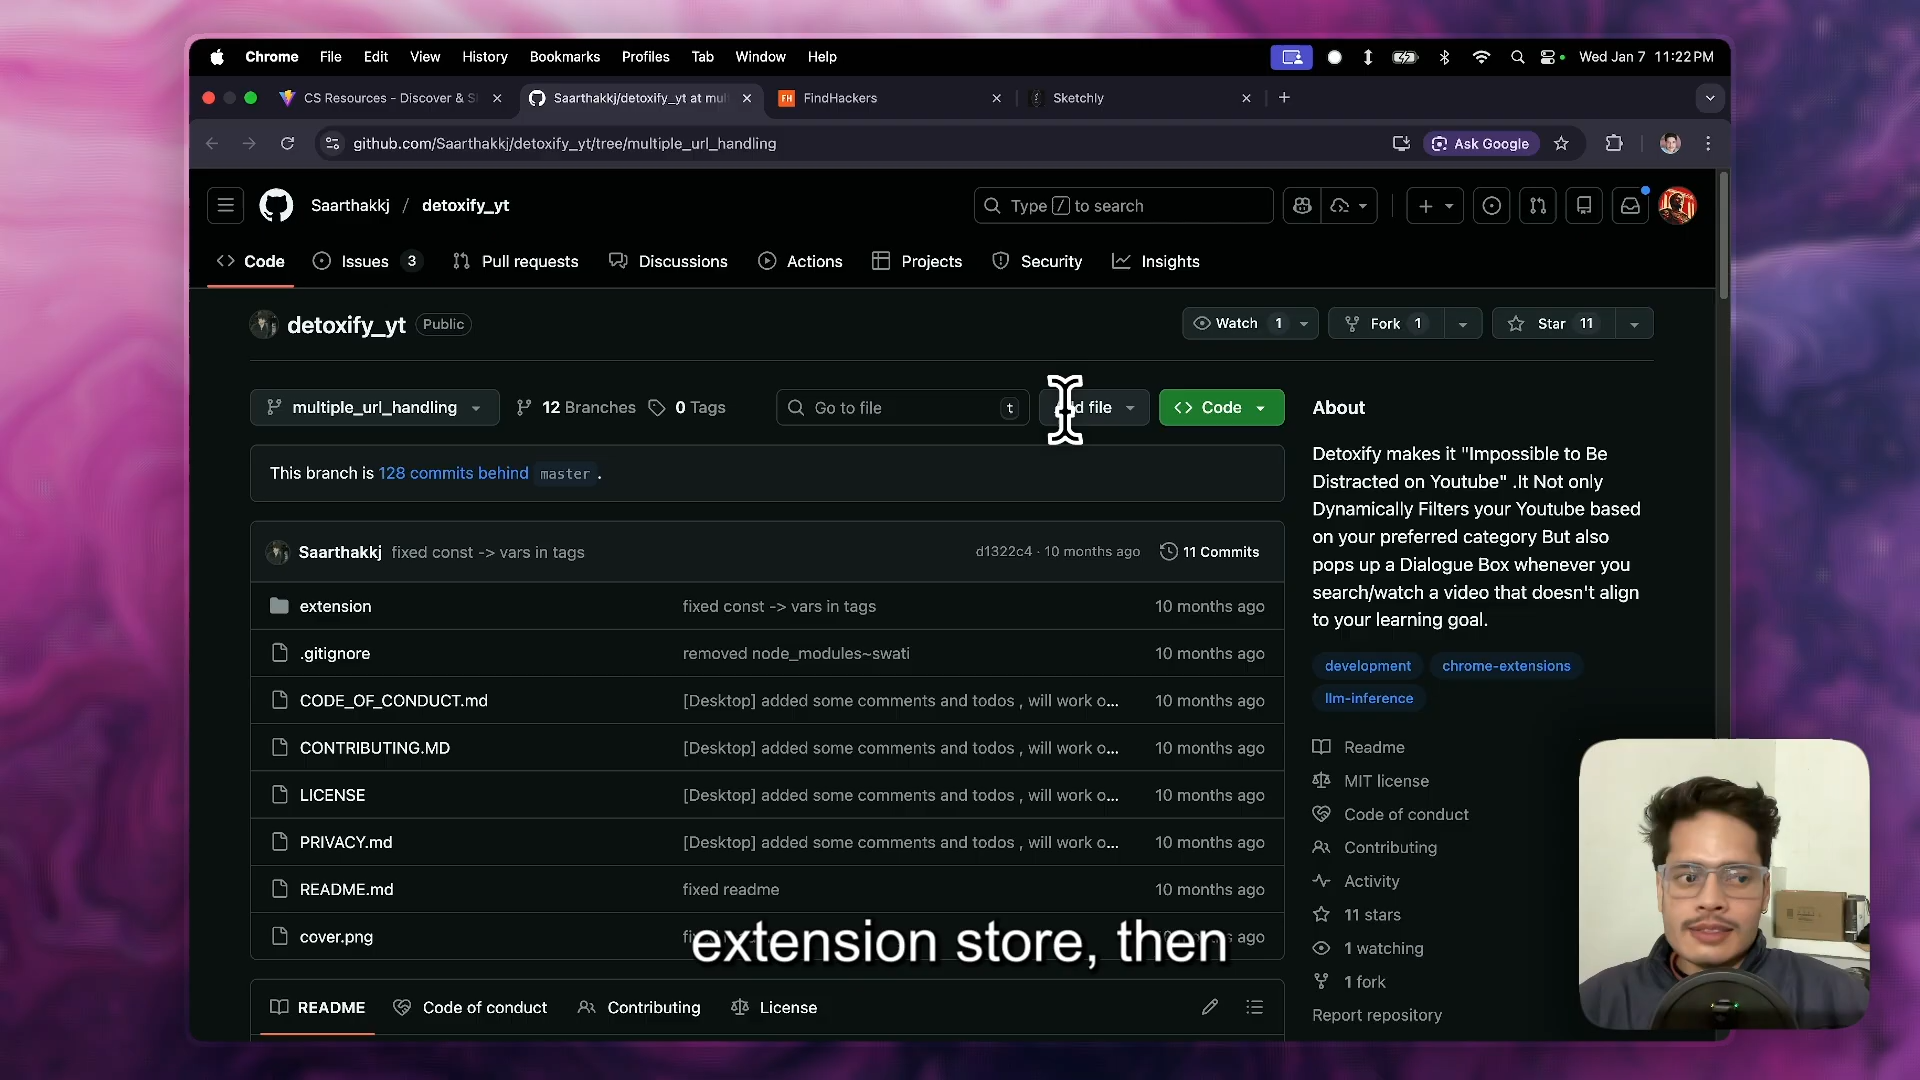 Chrome File Edit View History Bookmarks Profiles Tab Window Help Wed Jan 7 11:22 PM
CS Resources - Discover & S Saarthakkj/detoxify_yt at mul FindHackers Sketchly
github.com/Saarthakkj/detoxify_yt/tree/multiple_url_handling Ask Google
Saarthakkj / detoxify_yt Type / to search
Code Issues 3 Pull requests Discussions Actions Projects Security Insights
detoxify_yt Public Watch 1 Fork 1 Star 11
multiple_url_handling 12 Branches 0 Tags Go to file t file Code
This branch is 128 commits behind master .
Saarthakkj fixed const -> vars in tags d1322c4 · 10 months ago 11 Commits
extension fixed const -> vars in tags 10 months ago
.gitignore removed node_modules~swati 10 months ago
CODE_OF_CONDUCT.md [Desktop] added some comments and todos , will work o... 10 months ago
CONTRIBUTING.MD [Desktop] added some comments and todos , will work o... 10 months ago
LICENSE [Desktop] added some comments and todos , will work o... 10 months ago
PRIVACY.md [Desktop] added some comments and todos , will work o... 10 months ago
README.md fixed readme 10 months ago
cover.png ago
extension store, then
README Code of conduct Contributing License
About
Detoxify makes it "Impossible to Be
Distracted on Youtube" .It Not only
Dynamically Filters your Youtube based
on your preferred category But also
pops up a Dialogue Box whenever you
search/watch a video that doesn't align
to your learning goal.
development chrome-extensions
llm-inference
Readme
MIT license
Code of conduct
Contributing
Activity
11 stars
1 watching
1 fork
Report repository
FH